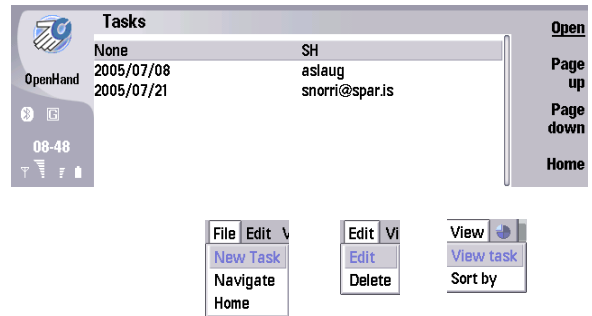 Tasks
Open
None SH
2005/07/08 aslaug
2005/07/21 snorri@spar.is
OpenHand
Page up
Page down
G
08-48
Home
File Edit V
New Task
Navigate
Home
Edit Vi
Edit
Delete
View
View task
Sort by